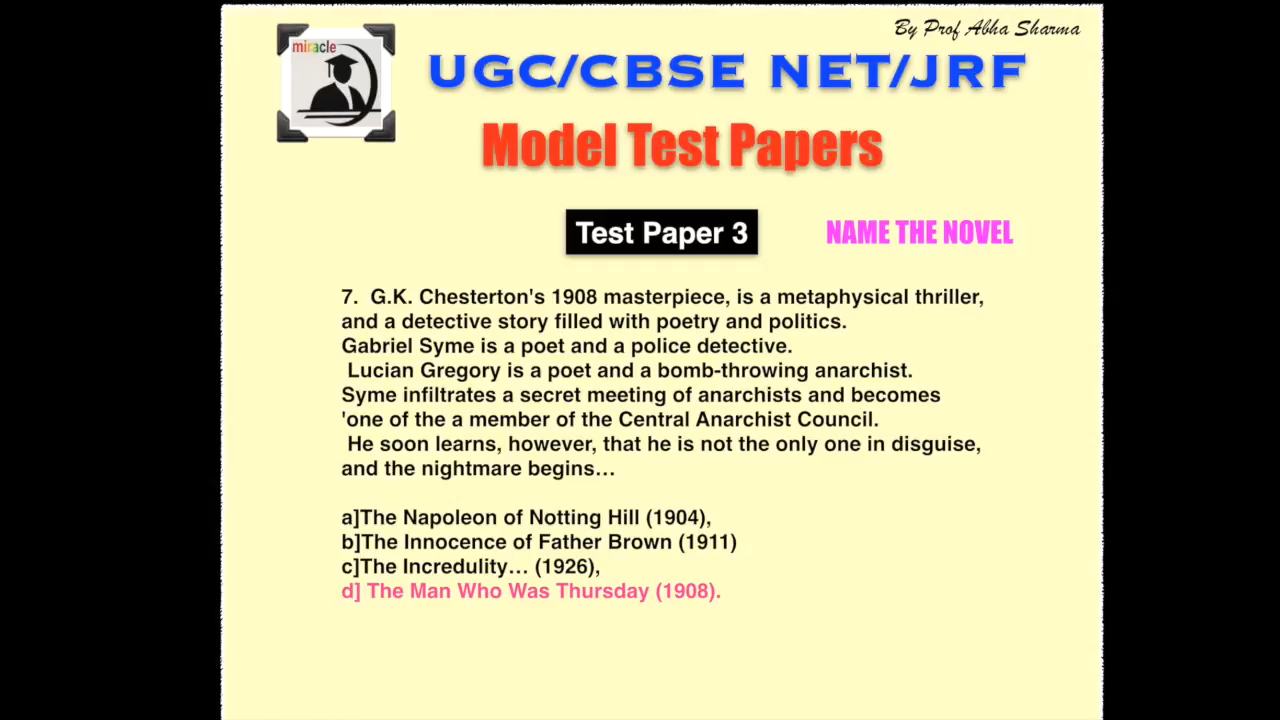 By Prof Abha Sharma
miracle
UGC/CBSE NET/JRF
Model Test Papers
Test Paper 3
NAME THE NOVEL
7. G.K. Chesterton's 1908 masterpiece, is a metaphysical thriller,
and a detective story filled with poetry and politics.
Gabriel Syme is a poet and a police detective.
Lucian Gregory is a poet and a bomb-throwing anarchist.
Syme infiltrates a secret meeting of anarchists and becomes
'one of the a member of the Central Anarchist Council.
He soon learns, however, that he is not the only one in disguise,
and the nightmare begins…
a]The Napoleon of Notting Hill (1904),
b]The Innocence of Father Brown (1911)
c]The Incredulity… (1926),
d] The Man Who Was Thursday (1908).